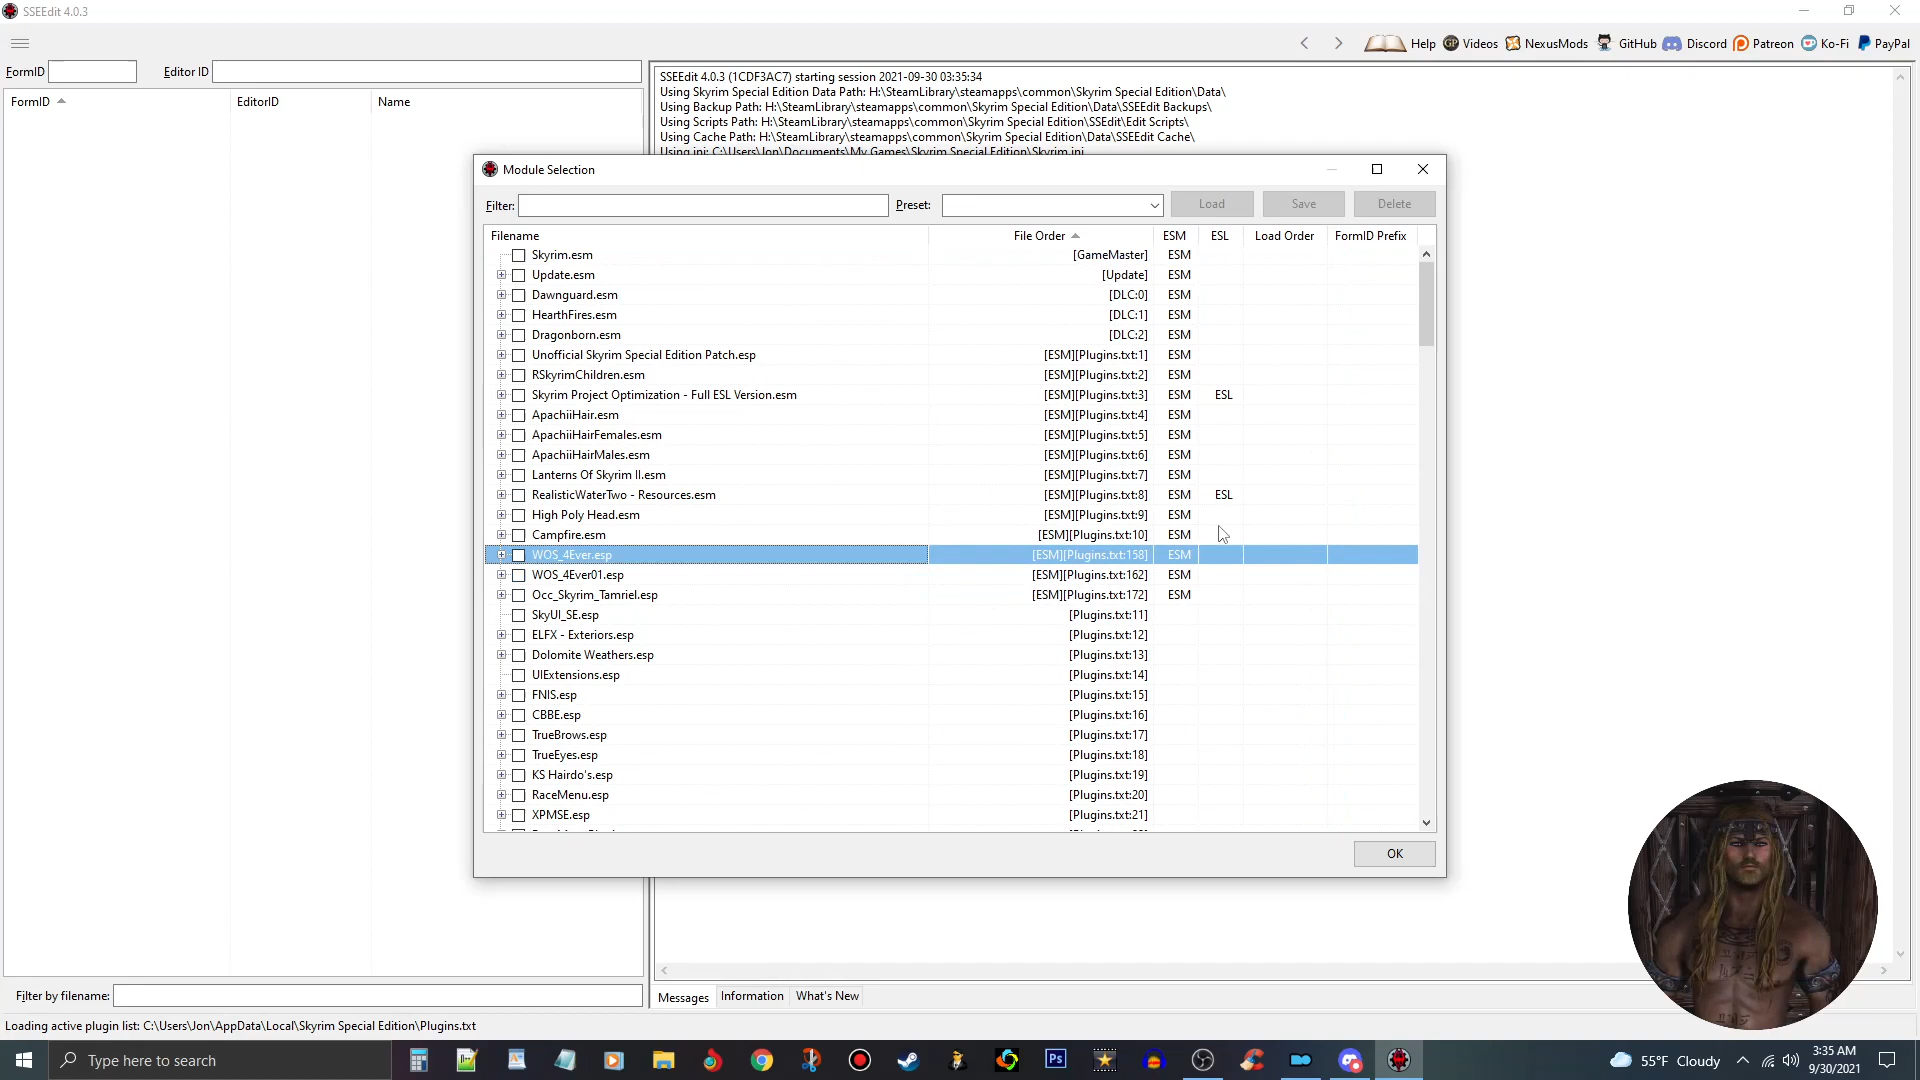 SSEEdit 4.0.3
Help Videos NexusMods GitHub Discord Patreon Ko-Fi PayPal
FormID Editor ID
FormID EditorID Name
SSEEdit 4.0.3 (1CDF3AC7) starting session 2021-09-30 03:35:34
Using Skyrim Special Edition Data Path: H:\SteamLibrary\steamapps\common\Skyrim Special Edition\Data\
Using Backup Path: H:\SteamLibrary\steamapps\common\Skyrim Special Edition\Data\SSEEdit Backups\
Using Scripts Path: H:\SteamLibrary\steamapps\common\Skyrim Special Edition\SSEdit\Edit Scripts\
Using Cache Path: H:\SteamLibrary\steamapps\common\Skyrim Special Edition\Data\SSEEdit Cache\
Using ini: C:\Users\Jon\Documents\My Games\Skyrim Special Edition\Skyrim.ini
Module Selection
Filter: Preset: Load Save Delete
Filename File Order ESM ESL Load Order FormID Prefix
Skyrim.esm [GameMaster] ESM
Update.esm [Update] ESM
Dawnguard.esm [DLC:0] ESM
HearthFires.esm [DLC:1] ESM
Dragonborn.esm [DLC:2] ESM
Unofficial Skyrim Special Edition Patch.esp [ESM][Plugins.txt:1] ESM
RSkyrimChildren.esm [ESM][Plugins.txt:2] ESM
Skyrim Project Optimization - Full ESL Version.esm [ESM][Plugins.txt:3] ESM ESL
ApachiiHair.esm [ESM][Plugins.txt:4] ESM
ApachiiHairFemales.esm [ESM][Plugins.txt:5] ESM
ApachiiHairMales.esm [ESM][Plugins.txt:6] ESM
Lanterns Of Skyrim II.esm [ESM][Plugins.txt:7] ESM
RealisticWaterTwo - Resources.esm [ESM][Plugins.txt:8] ESM ESL
High Poly Head.esm [ESM][Plugins.txt:9] ESM
Campfire.esm [ESM][Plugins.txt:10] ESM
WOS_4Ever.esp [ESM][Plugins.txt:158] ESM
WOS_4Ever01.esp [ESM][Plugins.txt:162] ESM
Occ_Skyrim_Tamriel.esp [ESM][Plugins.txt:172] ESM
SkyUI_SE.esp [Plugins.txt:11]
ELFX - Exteriors.esp [Plugins.txt:12]
Dolomite Weathers.esp [Plugins.txt:13]
UIExtensions.esp [Plugins.txt:14]
FNIS.esp [Plugins.txt:15]
CBBE.esp [Plugins.txt:16]
TrueBrows.esp [Plugins.txt:17]
TrueEyes.esp [Plugins.txt:18]
KS Hairdo's.esp [Plugins.txt:19]
RaceMenu.esp [Plugins.txt:20]
XPMSE.esp [Plugins.txt:21]
OK
Filter by filename:
Messages Information What's New
Loading active plugin list: C:\Users\Jon\AppData\Local\Skyrim Special Edition\Plugins.txt
Type here to search
Ps
55°F Cloudy
3:35 AM
9/30/2021